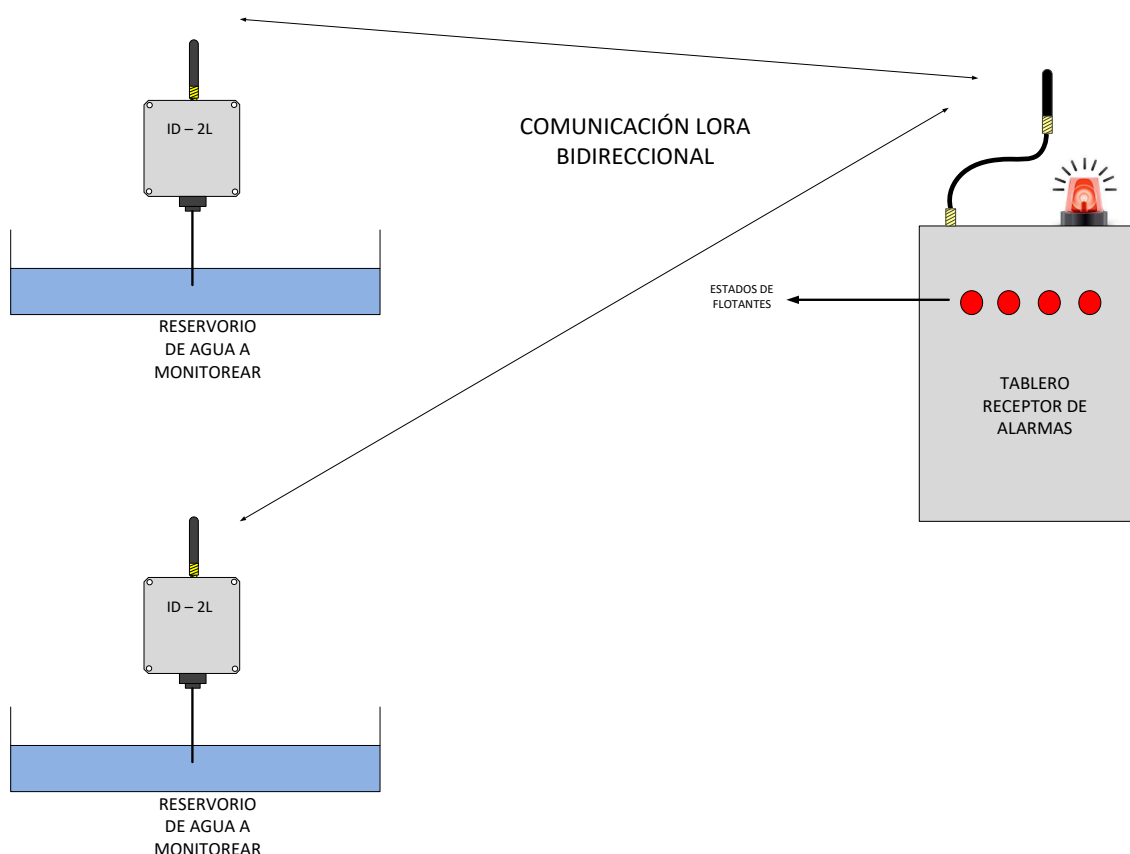 ID – 2L
COMUNICACIÓN LORA
BIDIRECCIONAL
RESERVORIO
DE AGUA A
MONITOREAR
ESTADOS DE
FLOTANTES
TABLERO
RECEPTOR DE
ALARMAS
ID – 2L
RESERVORIO
DE AGUA A
MONITOREAR